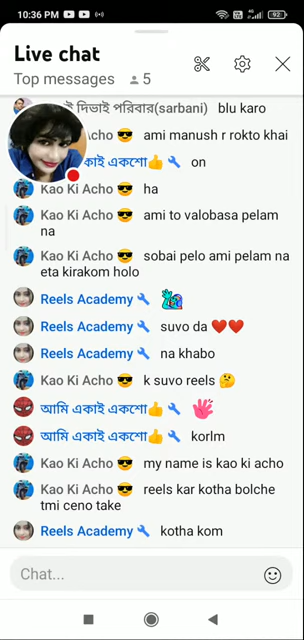 10:36 PM
92
Live chat
Top messages 5
দিভাই পরিবার(sarbani) blu karo
Acho 😎 ami manush r rokto khai
কাই একশো👍 on
Kao Ki Acho 😎 ha
Kao Ki Acho 😎 ami to valobasa pelam
na
Kao Ki Acho 😎 sobai pelo ami pelam na
eta kirakom holo
Reels Academy
Reels Academy suvo da ❤️❤️
Reels Academy na khabo
Kao Ki Acho 😎 k suvo reels 🤔
আমি একাই একশো👍
আমি একাই একশো👍 korlm
Kao Ki Acho 😎 my name is kao ki acho
Kao Ki Acho 😎 reels kar kotha bolche
tmi ceno take
Reels Academy kotha kom
Chat...